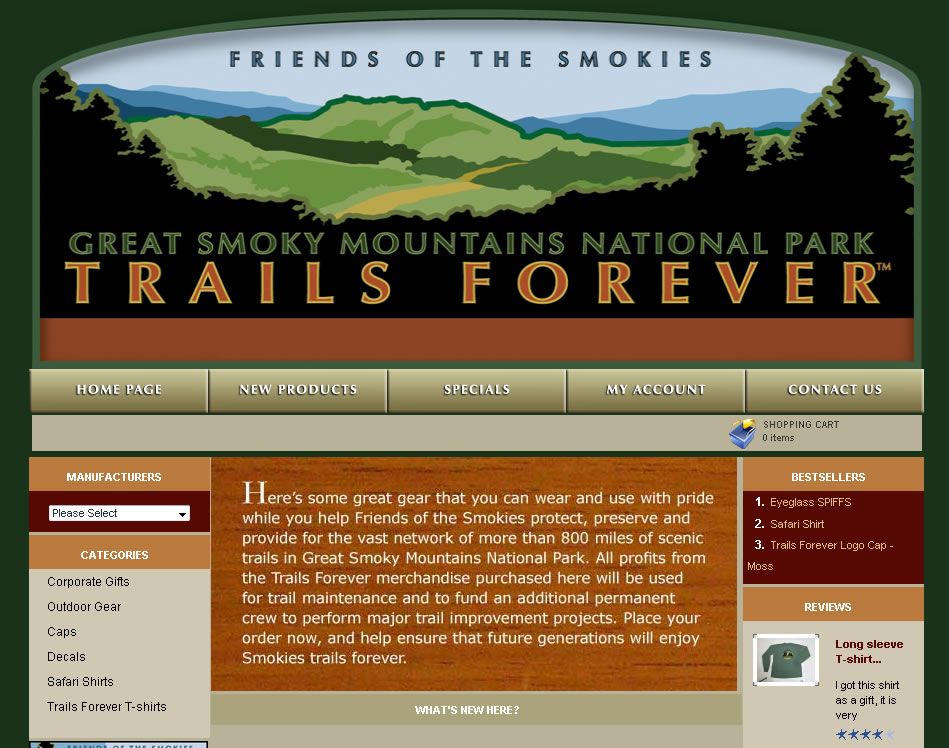 FRIENDS OF THE SMOKIES
GREAT SMOKY MOUNTAINS NATIONAL PARK
TRAILS FOREVER™
HOME PAGE
NEW PRODUCTS
SPECIALS
MY ACCOUNT
CONTACT US
SHOPPING CART
0 items
MANUFACTURERS
Please Select
CATEGORIES
Corporate Gifts
Outdoor Gear
Caps
Decals
Safari Shirts
Trails Forever T-shirts
FRIENDS OF THE SMOKIES
Here's some great gear that you can wear and use with pride
while you help Friends of the Smokies protect, preserve and
provide for the vast network of more than 800 miles of scenic
trails in Great Smoky Mountains National Park. All profits from
the Trails Forever merchandise purchased here will be used
for trail maintenance and to fund an additional permanent
crew to perform major trail improvement projects. Place your
order now, and help ensure that future generations will enjoy
Smokies trails forever.
WHAT'S NEW HERE?
BESTSELLERS
1. Eyeglass SPIFFS
2. Safari Shirt
3. Trails Forever Logo Cap -
Moss
REVIEWS
Long sleeve
T-shirt...
I got this shirt
as a gift, it is
very